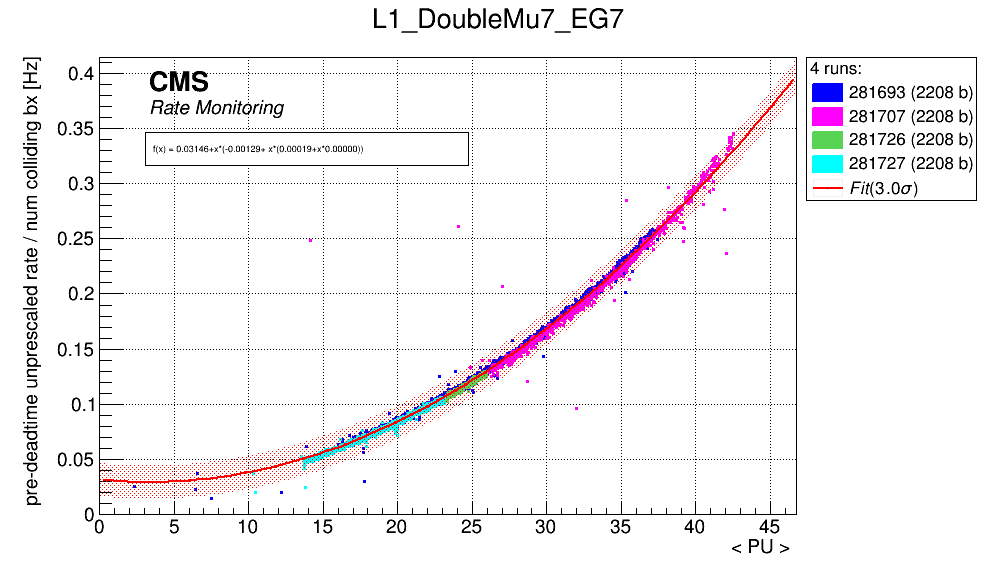 L1_DoubleMu7_EG7
pre-deadtime unprescaled rate / num colliding bx [Hz]
0.4
0.35
0.3
0.25
0.2
0.15
0.1
0.05
0
CMS
Rate Monitoring
f(x) = 0.03146+x*(-0.00129+ x*(0.00019+x*0.00000))
4 runs:
281693 (2208 b)
281707 (2208 b)
281726 (2208 b)
281727 (2208 b)
Fit(3.0σ)
0 5 10 15 20 25 30 35 40 45
< PU >